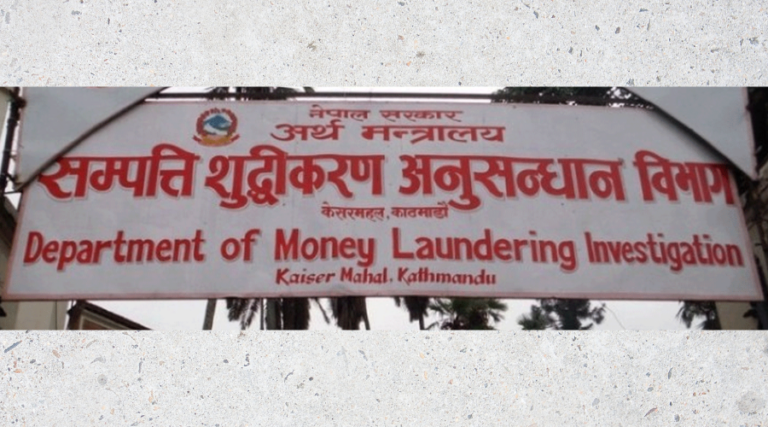 नेपाल सरकार
अर्थ मन्त्रालय
सम्पत्ति शुद्धीकरण अनुसन्धान विभाग
केसरमहल, काठमाडौं
Department of Money Laundering Investigation
Kaiser Mahal, Kathmandu